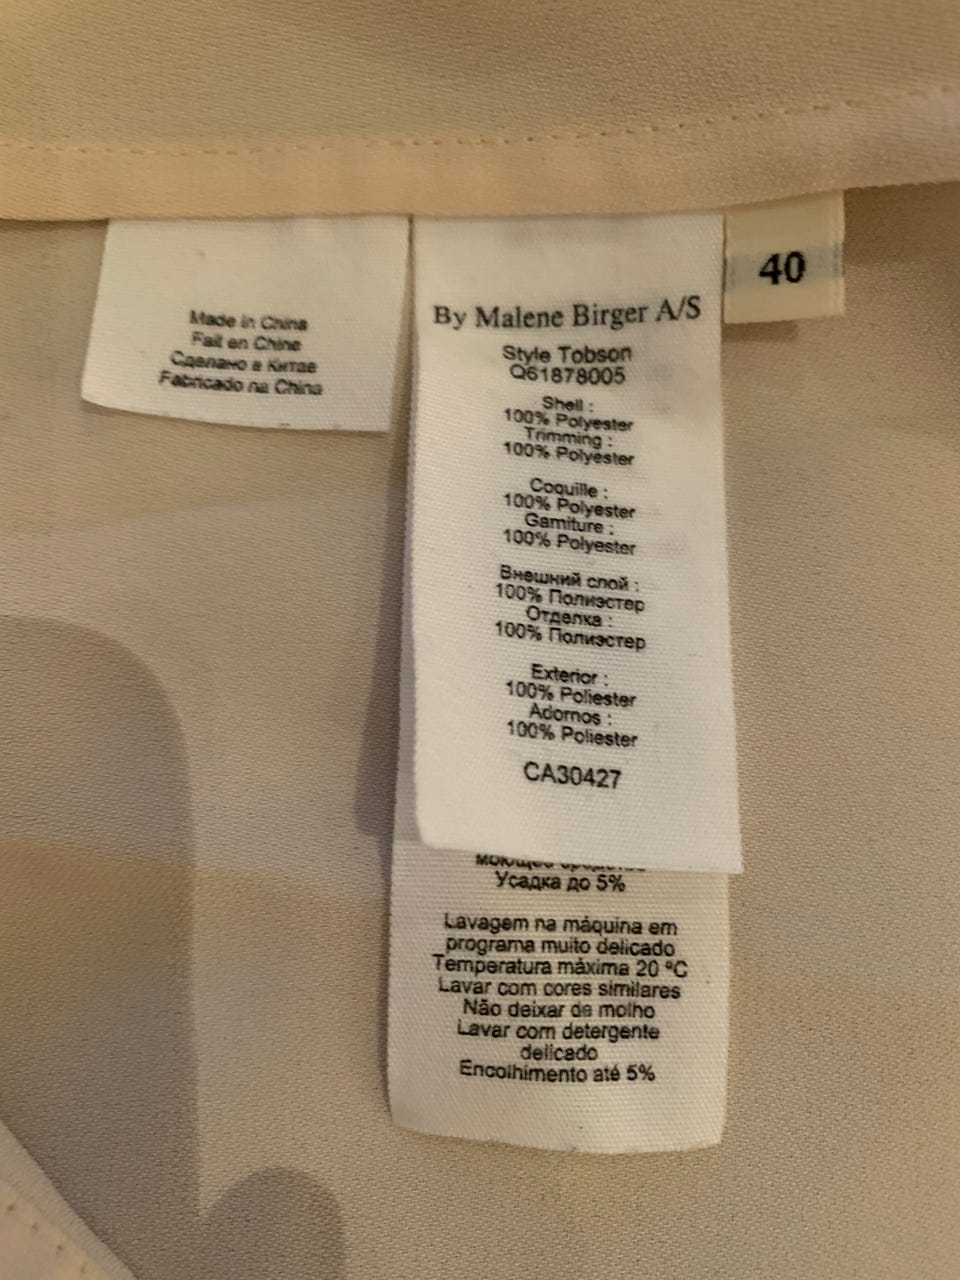 Made in China
Fait en Chine
Сделано в Китае
Fabricado na China
By Malene Birger A/S
Style Tobson
Q61878005
Shell :
100% Polyester
Trimming :
100% Polyester
Coquille :
100% Polyester
Garniture :
100% Polyester
Внешний слой :
100% Полиэстер
Отделка :
100% Полиэстер
Exterior :
100% Poliester
Adornos :
100% Poliester
CA30427
40
Усадка до 5%
Lavagem na máquina em
programa muito delicado
Temperatura máxima 20 ºC
Lavar com cores similares
Não deixar de molho
Lavar com detergente
delicado
Encolhimento até 5%